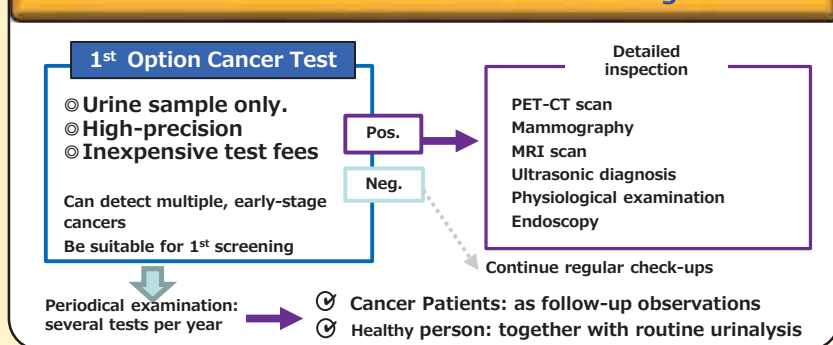 1st Option Cancer Test
◎Urine sample only.
◎High-precision
◎Inexpensive test fees
Can detect multiple, early-stage
cancers
Be suitable for 1st screening
Pos.
Neg.
Detailed
inspection
PET-CT scan
Mammography
MRI scan
Ultrasonic diagnosis
Physiological examination
Endoscopy
Continue regular check-ups
Periodical examination:
several tests per year
Cancer Patients: as follow-up observations
Healthy person: together with routine urinalysis